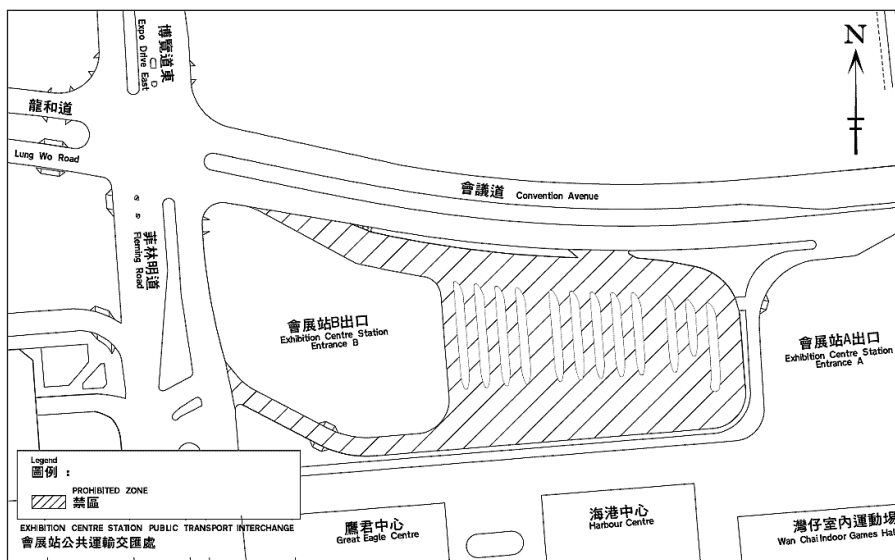 博覽道東
Expo Drive East
N
龍和道
Lung Wo Road
會議道 Convention Avenue
菲林明道
Fleming Road
會展站B出口
Exhibition Centre Station
Entrance B
會展站A出口
Exhibition Centre Station
Entrance A
Legend
圖例 :
PROHIBITED ZONE
禁區
EXHIBITION CENTRE STATION PUBLIC TRANSPORT INTERCHANGE
會展站公共運輸交匯處
鷹君中心
Great Eagle Centre
海港中心
Harbour Centre
灣仔室內運動場
Wan Chai Indoor Games Hal